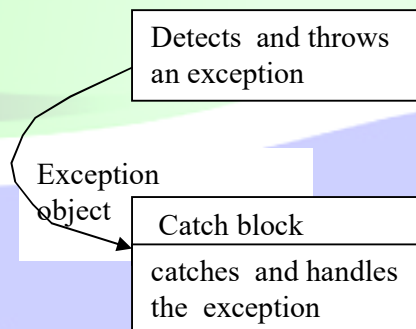 Detects and throws
an exception
Exception
object
Catch block
catches and handles
the exception